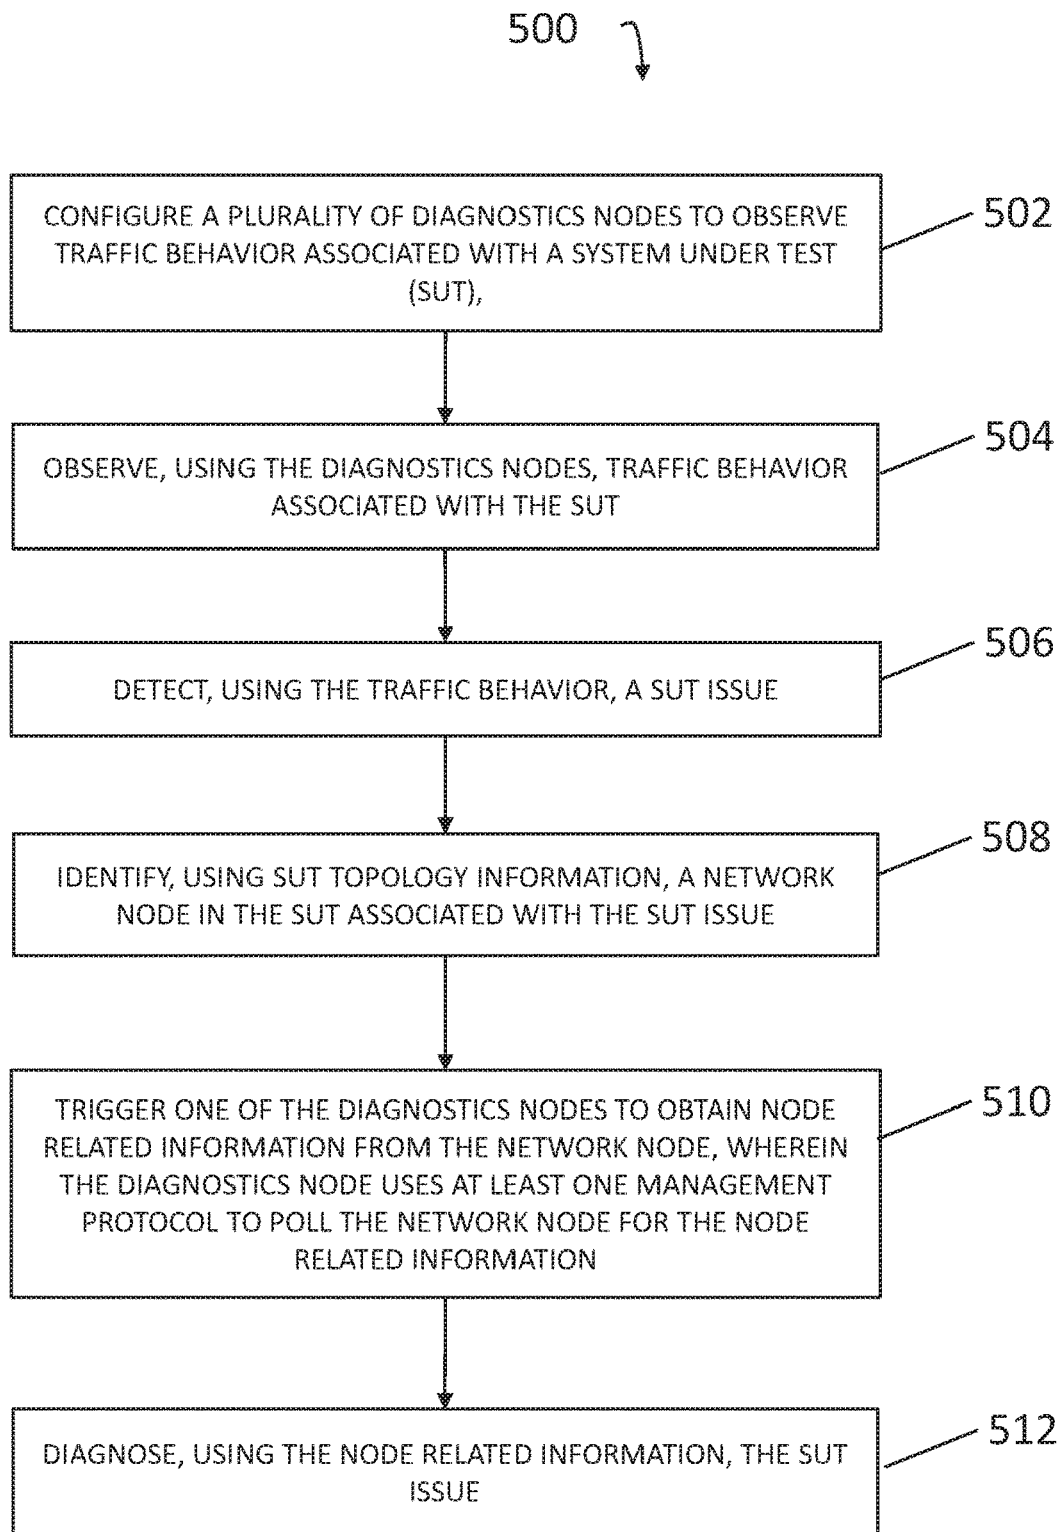 500
CONFIGURE A PLURALITY OF DIAGNOSTICS NODES TO OBSERVE
TRAFFIC BEHAVIOR ASSOCIATED WITH A SYSTEM UNDER TEST
(SUT),
502
OBSERVE, USING THE DIAGNOSTICS NODES, TRAFFIC BEHAVIOR
ASSOCIATED WITH THE SUT
504
DETECT, USING THE TRAFFIC BEHAVIOR, A SUT ISSUE
506
IDENTIFY, USING SUT TOPOLOGY INFORMATION, A NETWORK
NODE IN THE SUT ASSOCIATED WITH THE SUT ISSUE
508
TRIGGER ONE OF THE DIAGNOSTICS NODES TO OBTAIN NODE
RELATED INFORMATION FROM THE NETWORK NODE, WHEREIN
THE DIAGNOSTICS NODE USES AT LEAST ONE MANAGEMENT
PROTOCOL TO POLL THE NETWORK NODE FOR THE NODE
RELATED INFORMATION
510
DIAGNOSE, USING THE NODE RELATED INFORMATION, THE SUT
ISSUE
512